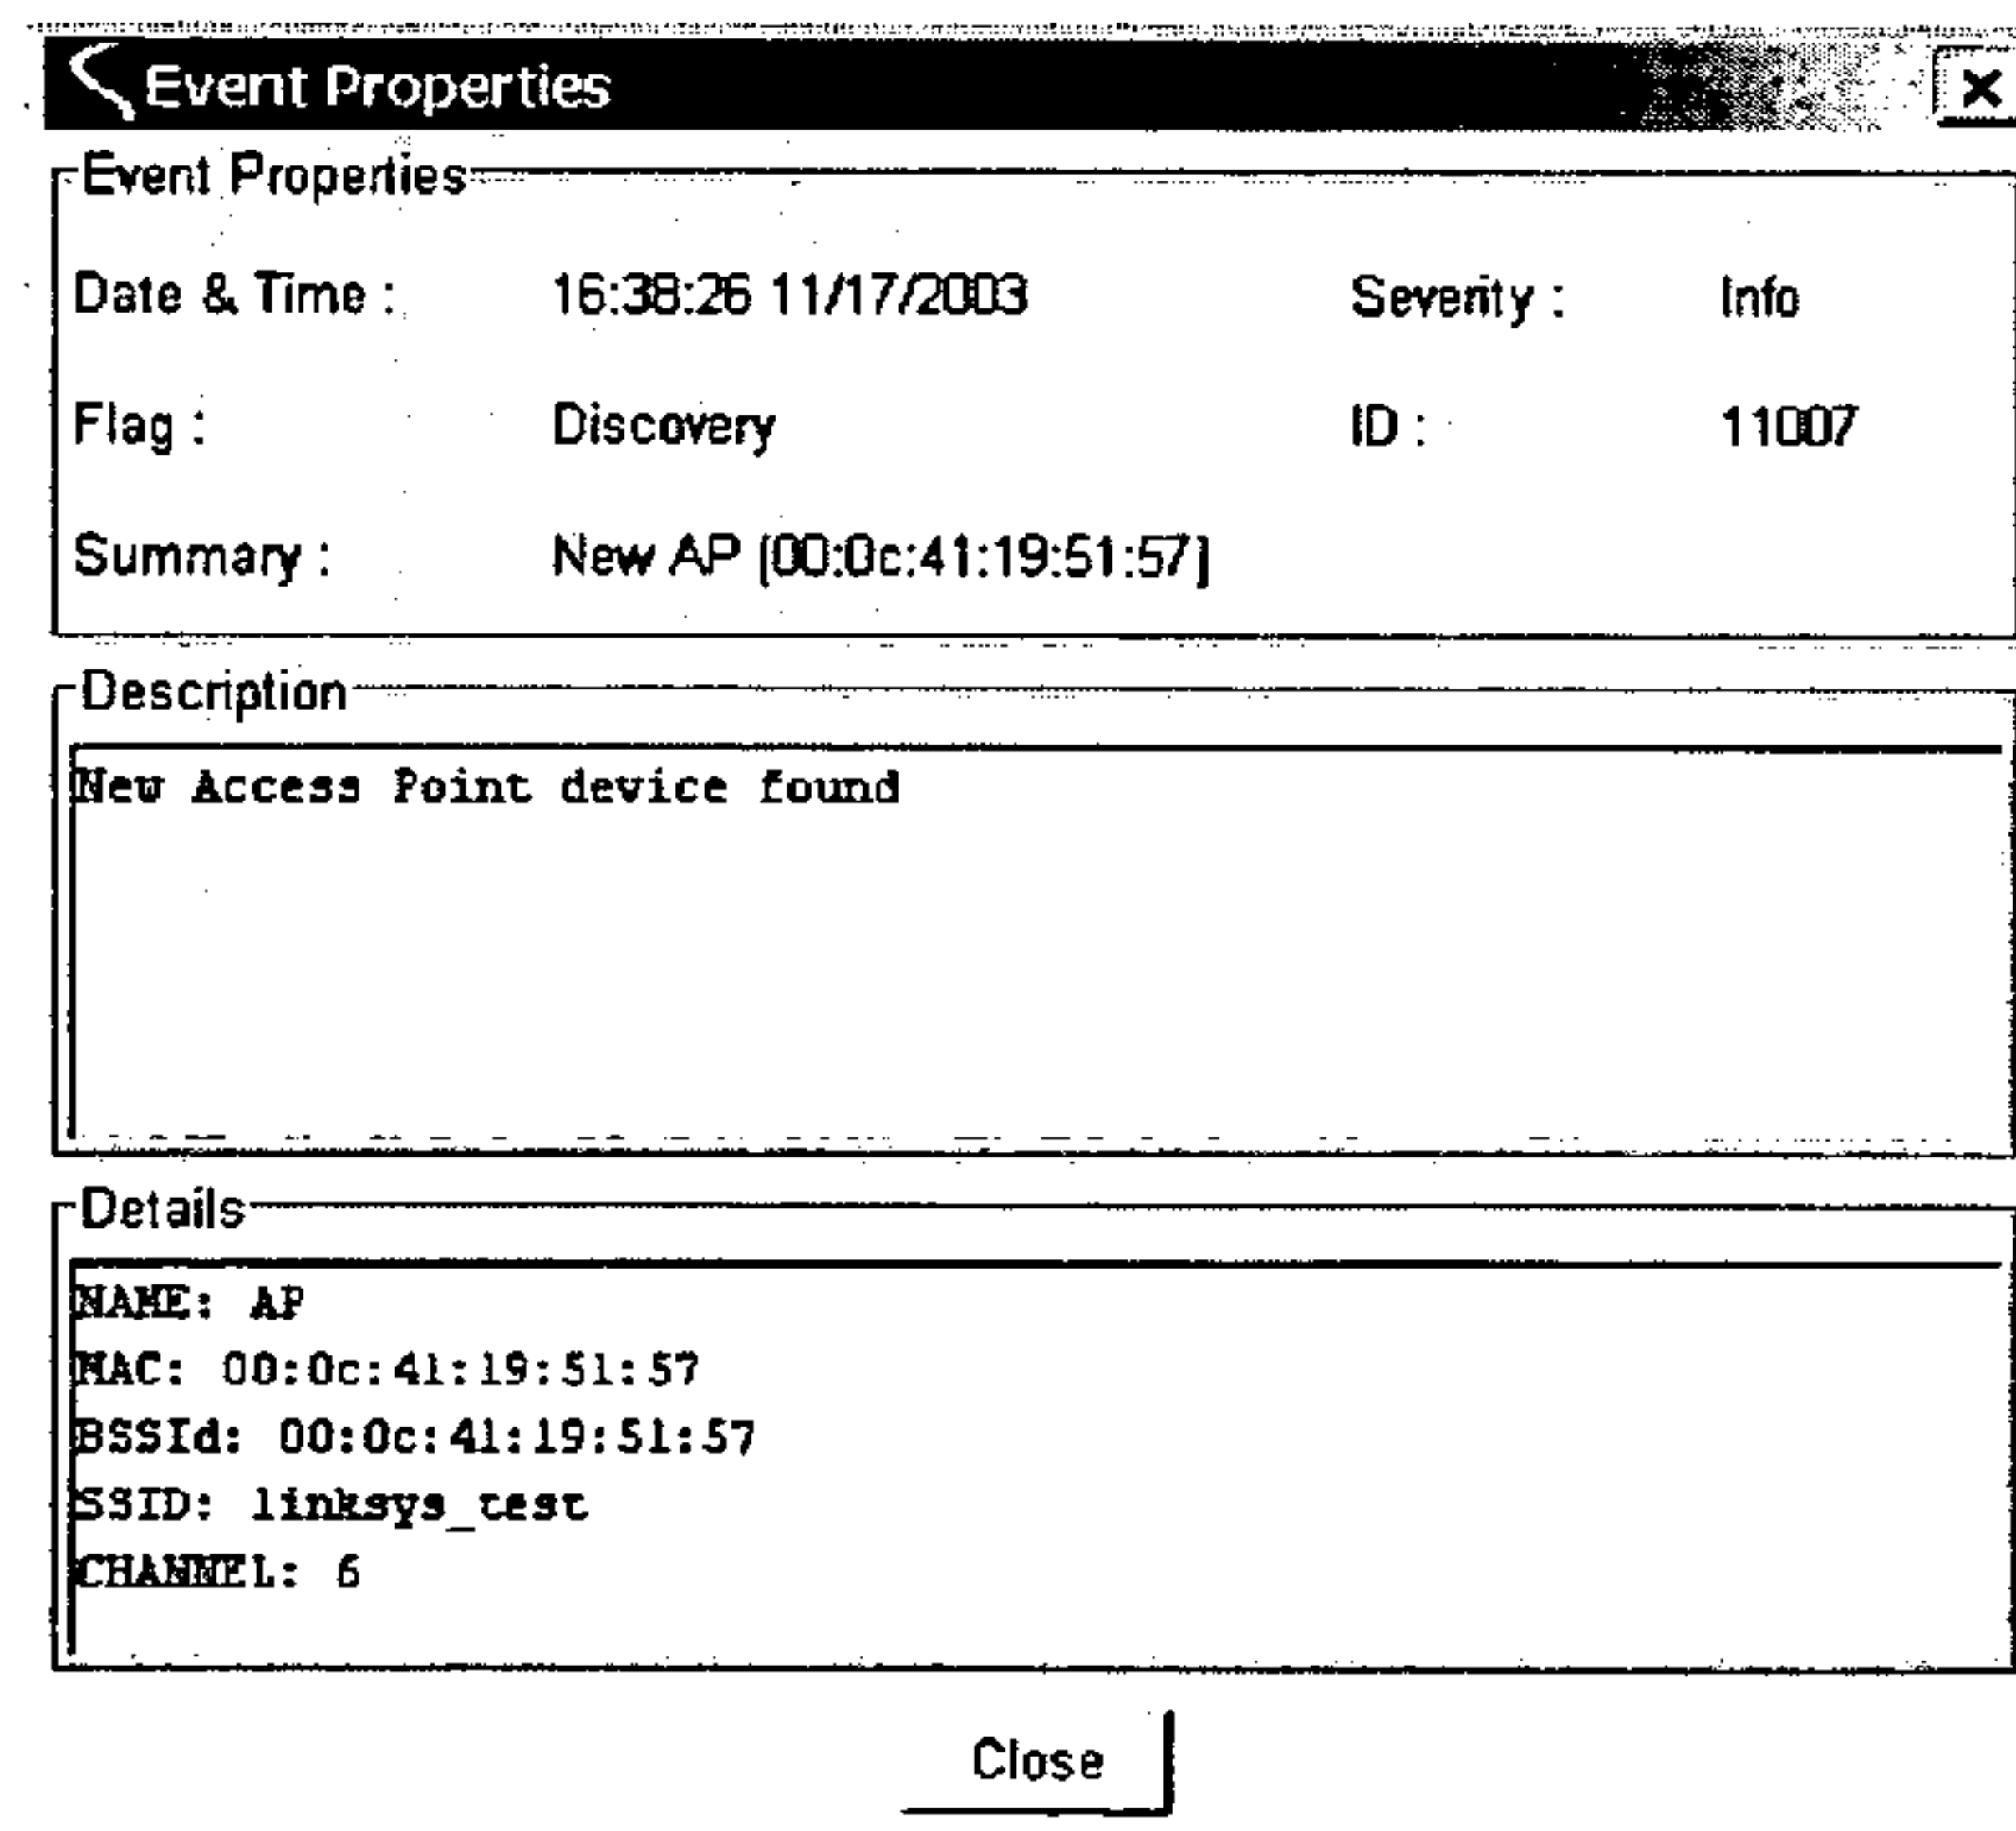 Event Properties
Event Properties
Date & Time : 16:38:26 11/17/2003 Severity : Info
Flag : Discovery ID : 11007
Summary : New AP [00:0c:41:19:51:57]
Description
New Access Point device found
Details
NAME: AP
MAC: 00:0c:41:19:51:57
BSSId: 00:0c:41:19:51:57
SSID: linksys_test
CHANNEL: 6
Close